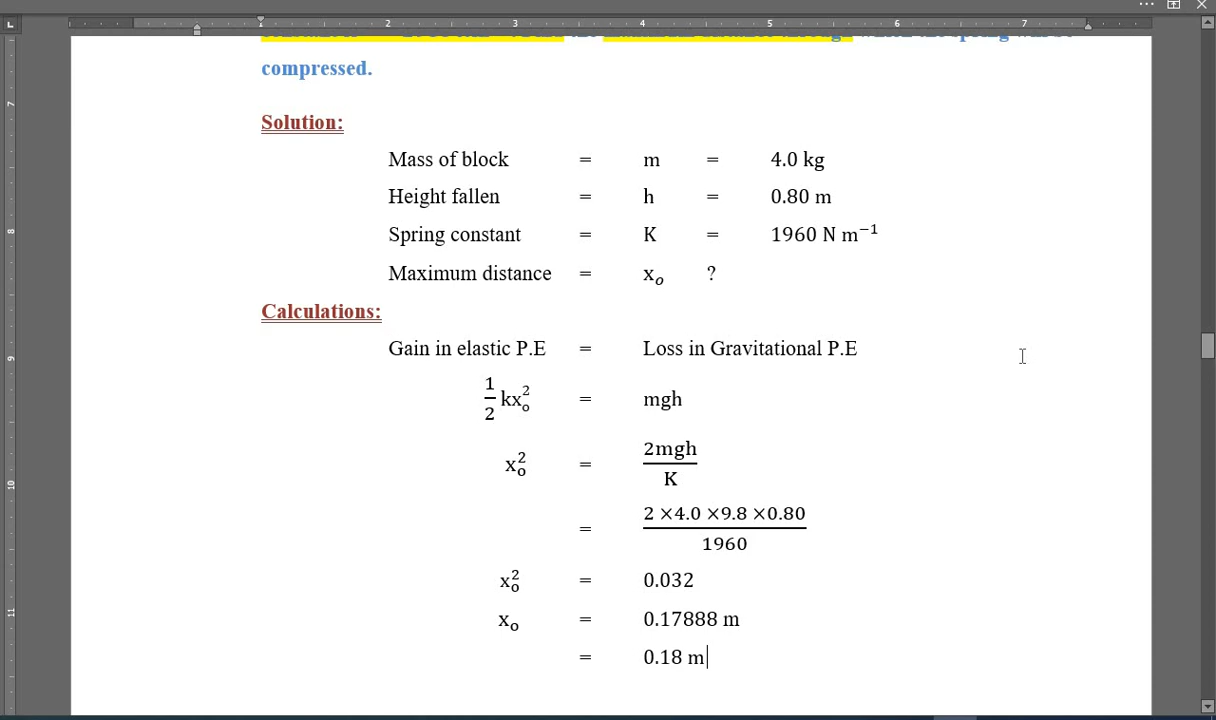 compressed.
Solution:
Mass of block = m = 4.0 kg
Height fallen = h = 0.80 m
Spring constant = K = 1960 N m⁻¹
Maximum distance = xₒ ?
Calculations:
Gain in elastic P.E = Loss in Gravitational P.E
1/2 kxₒ² = mgh
xₒ² = 2mgh/K
= 2 ×4.0 ×9.8 ×0.80/1960
xₒ² = 0.032
xₒ = 0.17888 m
= 0.18 m